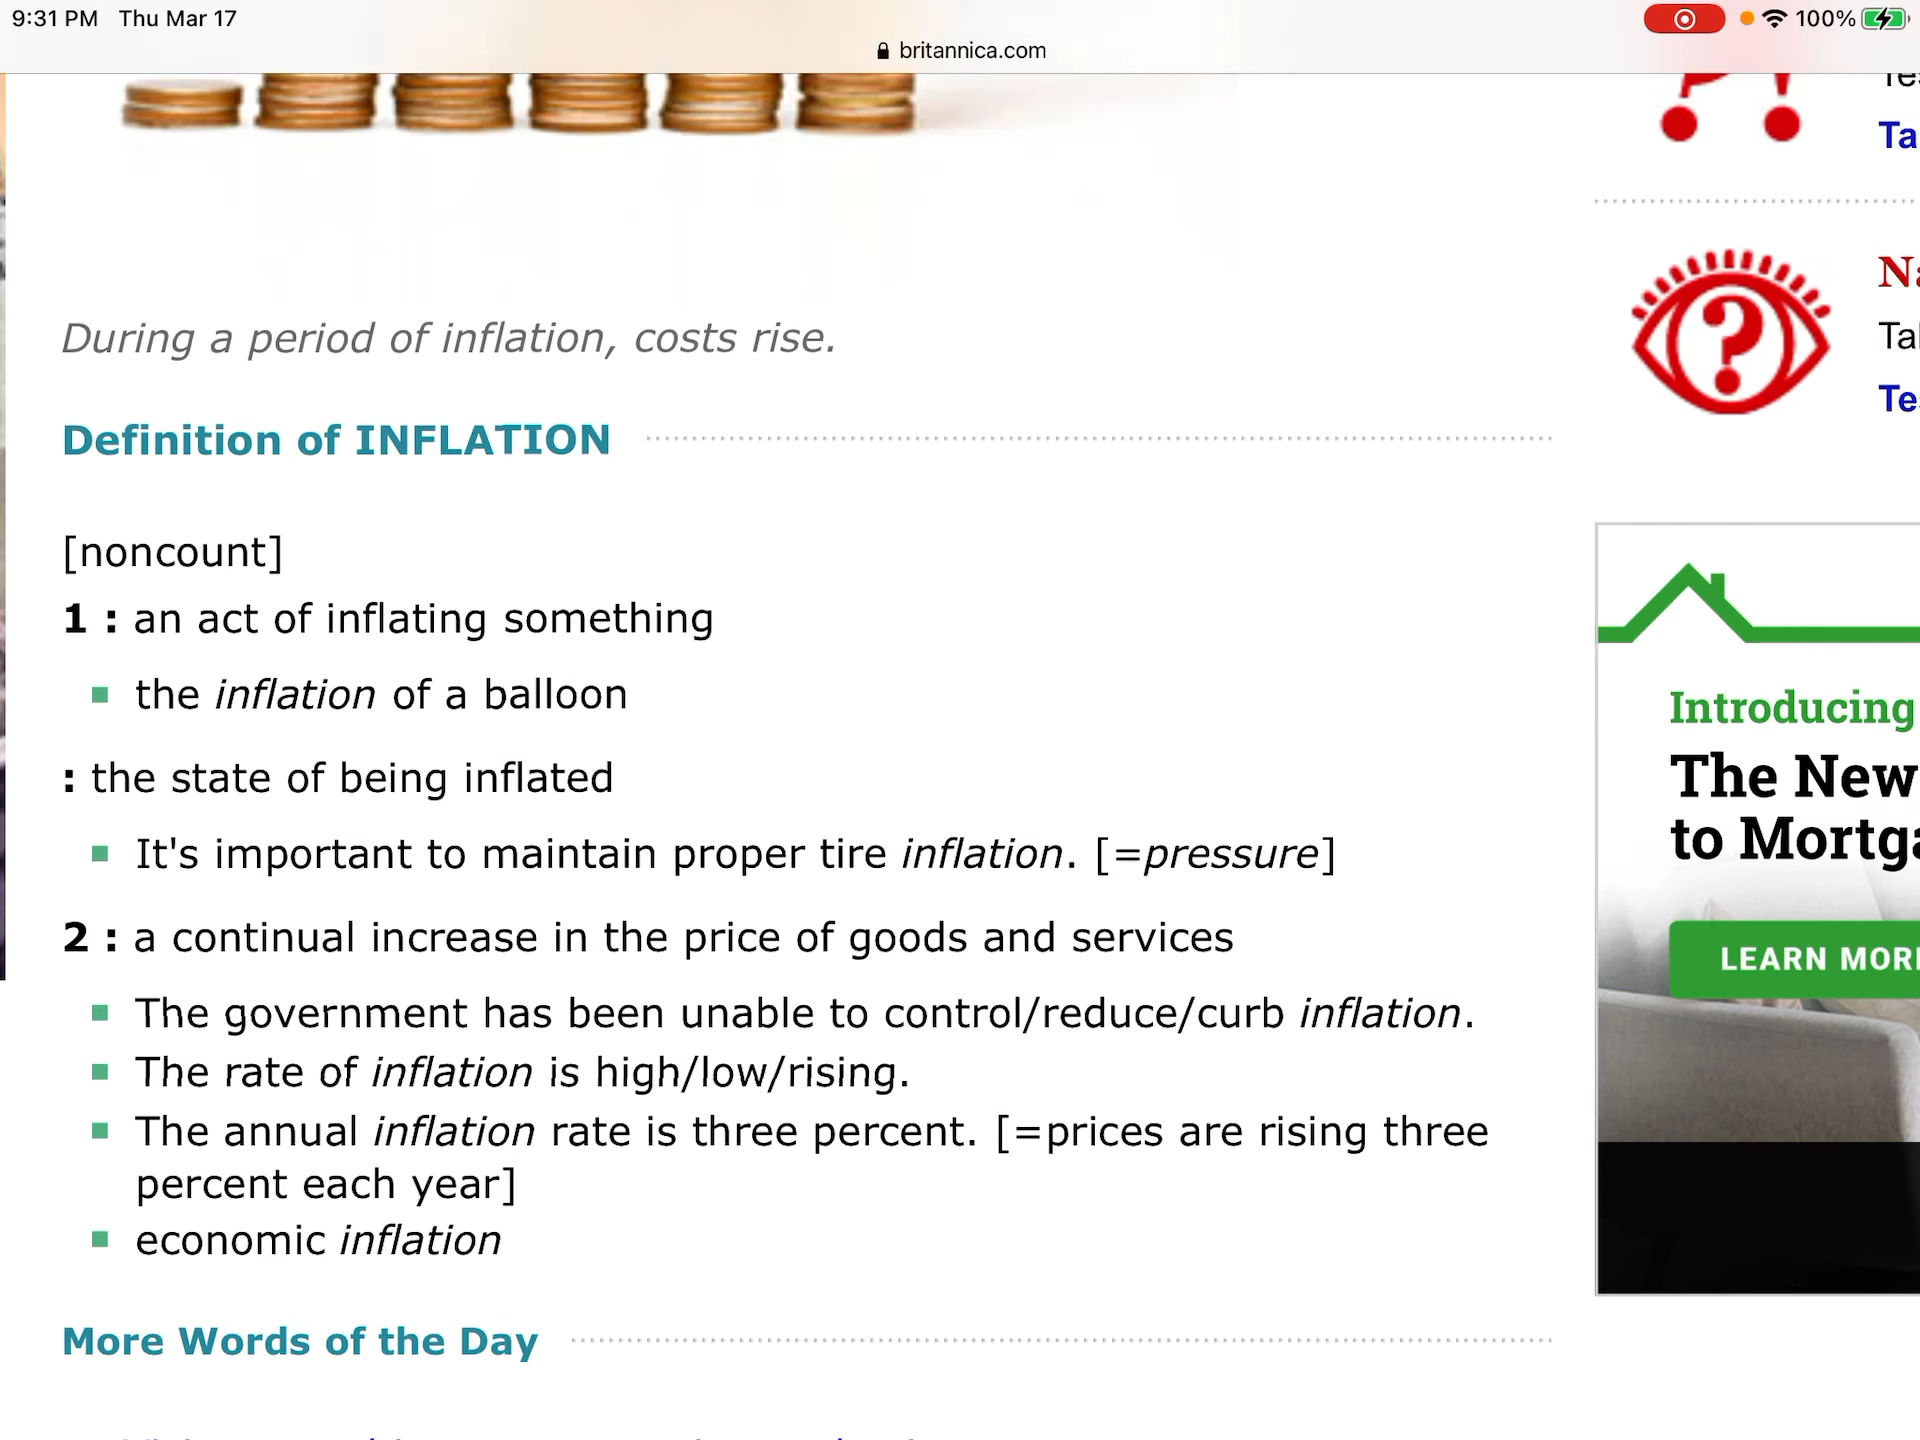 9:31 PM Thu Mar 17
100%
britannica.com
Ta
During a period of inflation, costs rise.
Definition of INFLATION
[noncount]
1 : an act of inflating something
the inflation of a balloon
: the state of being inflated
It's important to maintain proper tire inflation. [=pressure]
2 : a continual increase in the price of goods and services
The government has been unable to control/reduce/curb inflation.
The rate of inflation is high/low/rising.
The annual inflation rate is three percent. [=prices are rising three
percent each year]
economic inflation
More Words of the Day
Na
Ta
Te
Introducing
The New
to Mortga
LEARN MORE